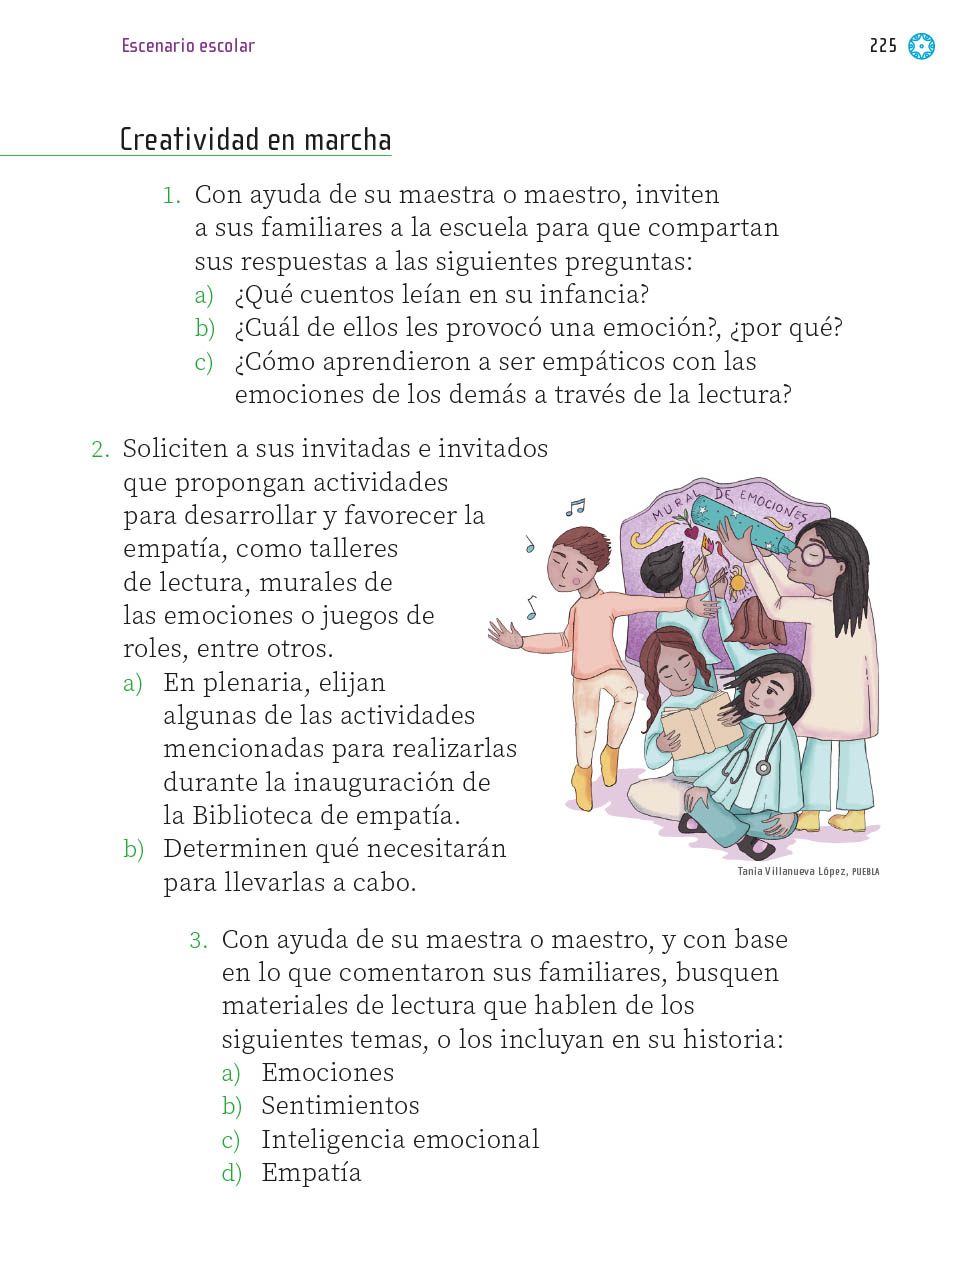 Escenario escolar
225
Creatividad en marcha
1. Con ayuda de su maestra o maestro, inviten
a sus familiares a la escuela para que compartan
sus respuestas a las siguientes preguntas:
a) ¿Qué cuentos leían en su infancia?
b) ¿Cuál de ellos les provocó una emoción?, ¿por qué?
c) ¿Cómo aprendieron a ser empáticos con las
emociones de los demás a través de la lectura?
2. Soliciten a sus invitadas e invitados
que propongan actividades
para desarrollar y favorecer la
empatía, como talleres
de lectura, murales de
las emociones o juegos de
roles, entre otros.
a) En plenaria, elijan
algunas de las actividades
mencionadas para realizarlas
durante la inauguración de
la Biblioteca de empatía.
b) Determinen qué necesitarán
para llevarlas a cabo.
MURAL DE EMOCIONES
Tania Villanueva López, PUEBLA
3. Con ayuda de su maestra o maestro, y con base
en lo que comentaron sus familiares, busquen
materiales de lectura que hablen de los
siguientes temas, o los incluyan en su historia:
a) Emociones
b) Sentimientos
c) Inteligencia emocional
d) Empatía